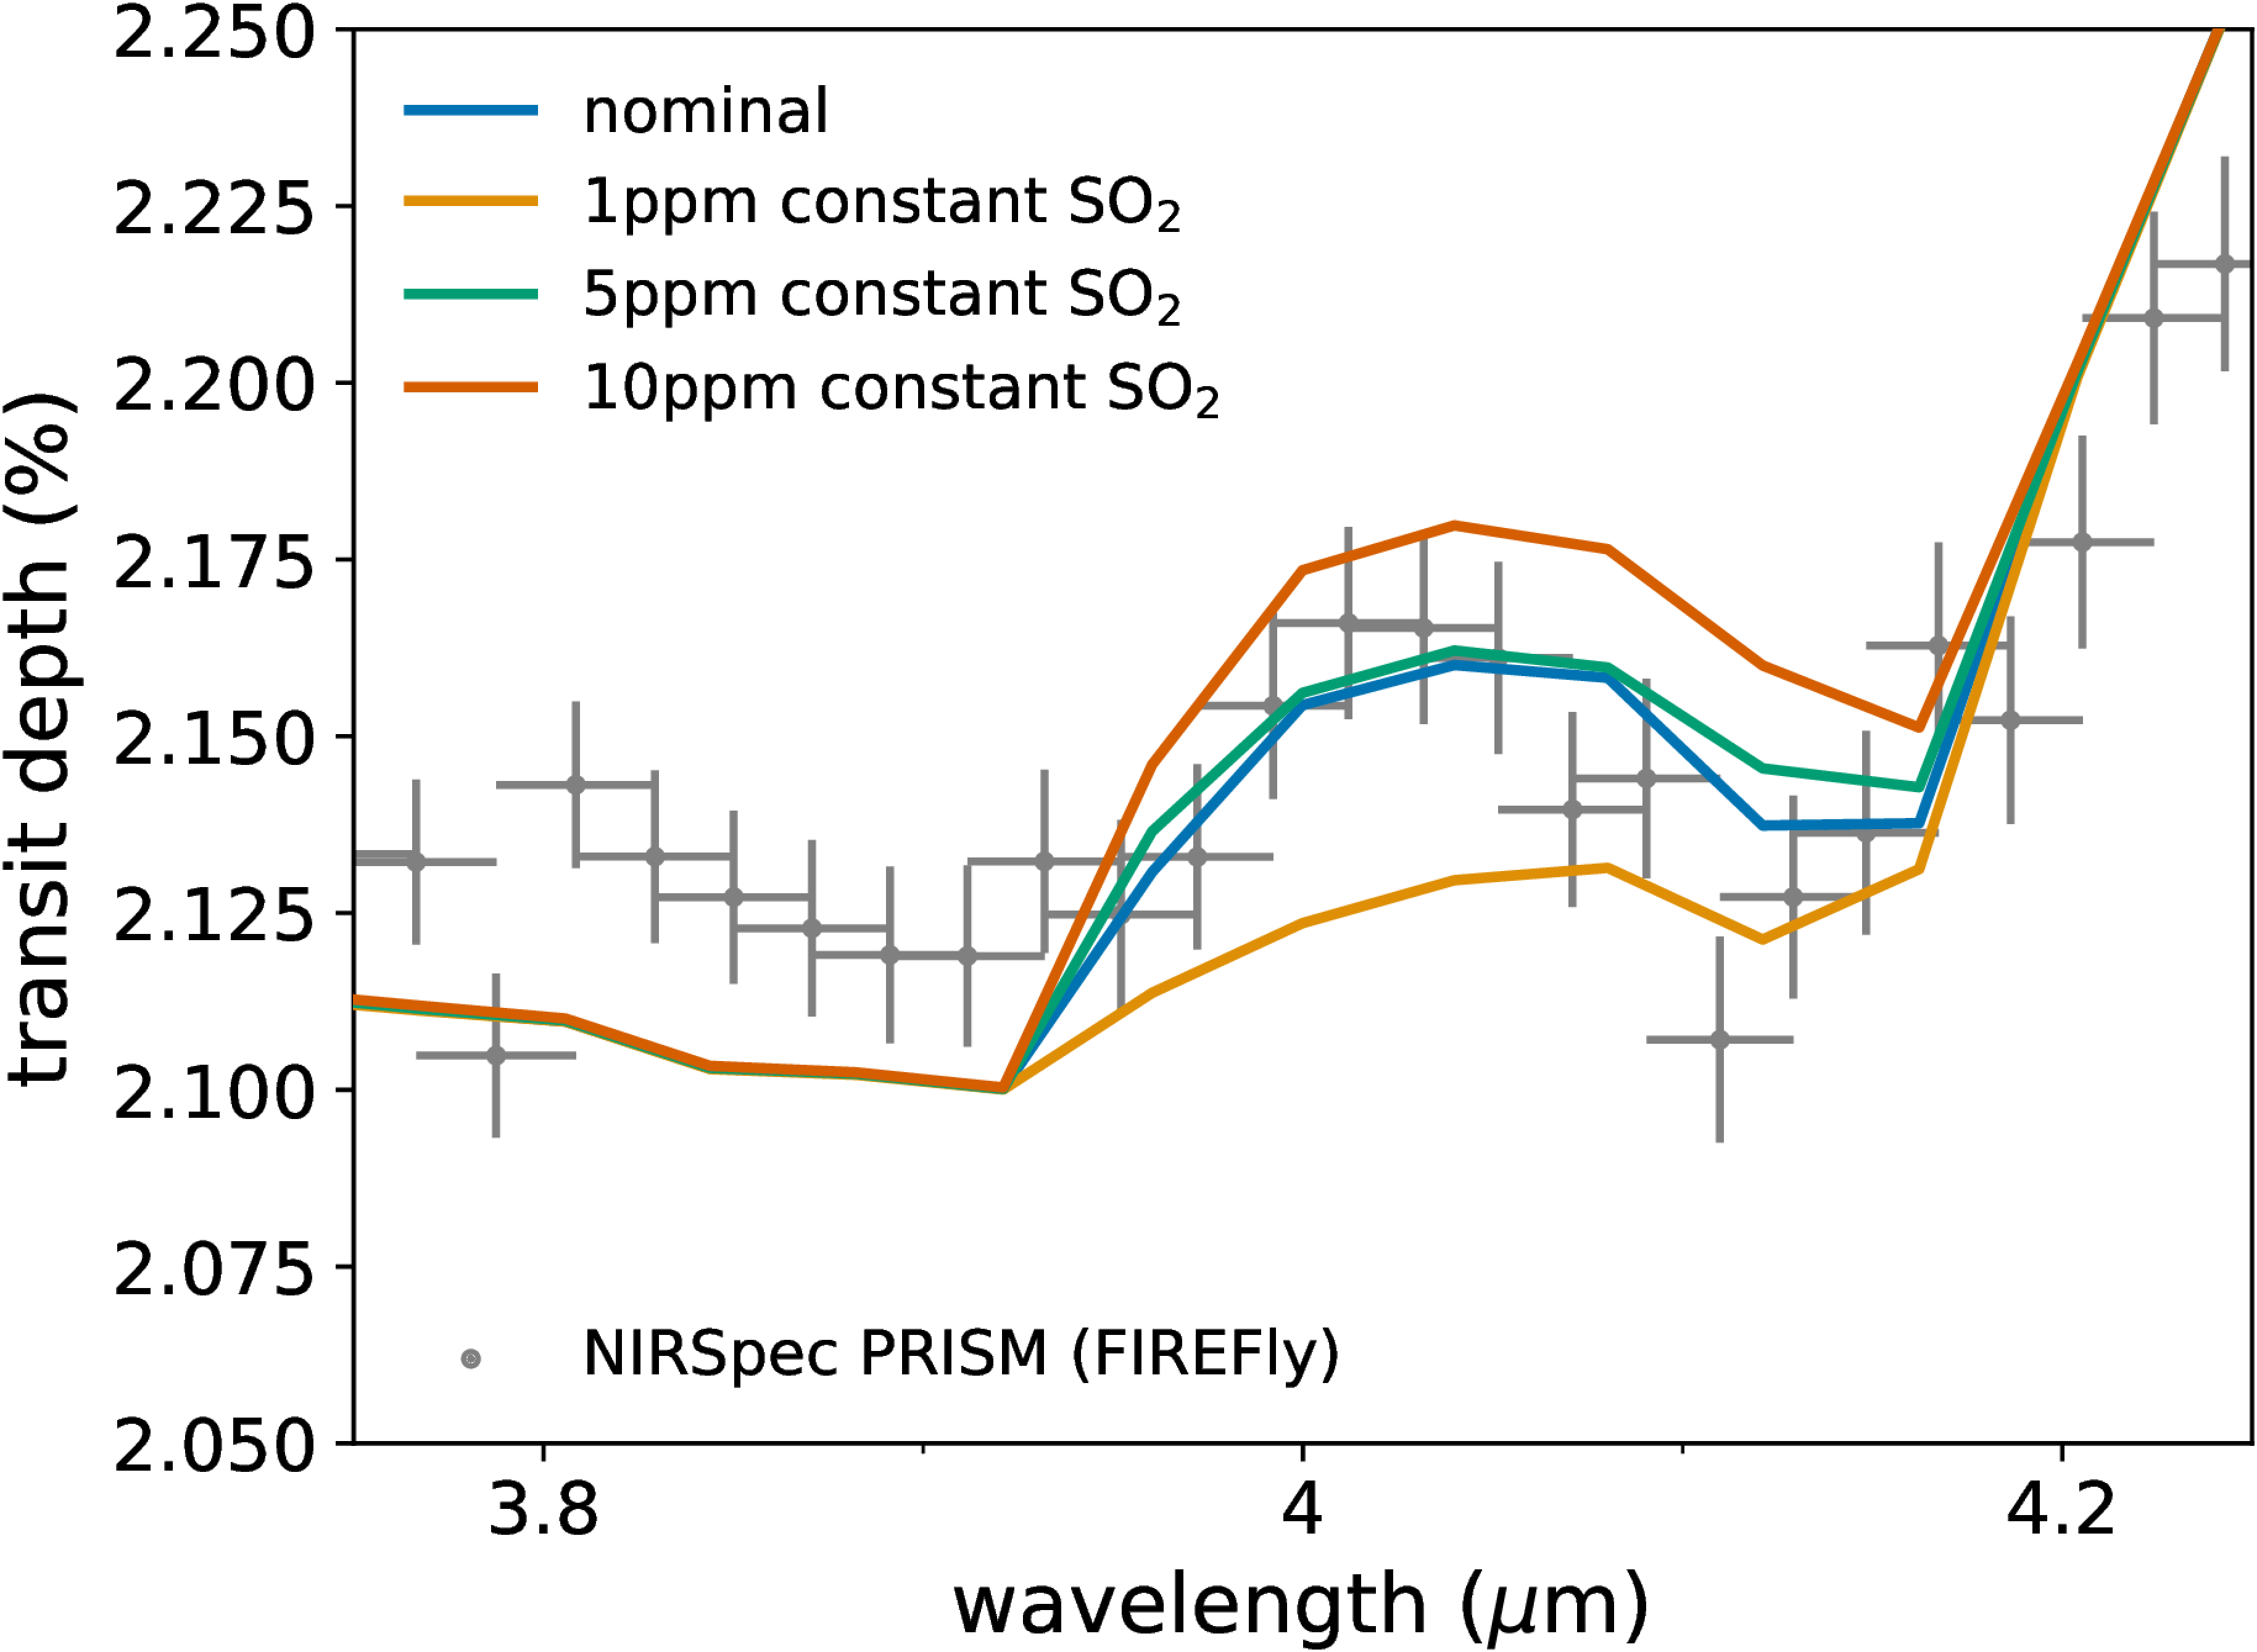 2.250
2.225
2.200
2.175
2.150
2.125
2.100
2.075
2.050
transit depth (%)
nominal
1ppm constant SO₂
5ppm constant SO₂
10ppm constant SO₂
NIRSpec PRISM (FIREFly)
3.8 4 4.2
wavelength (μm)